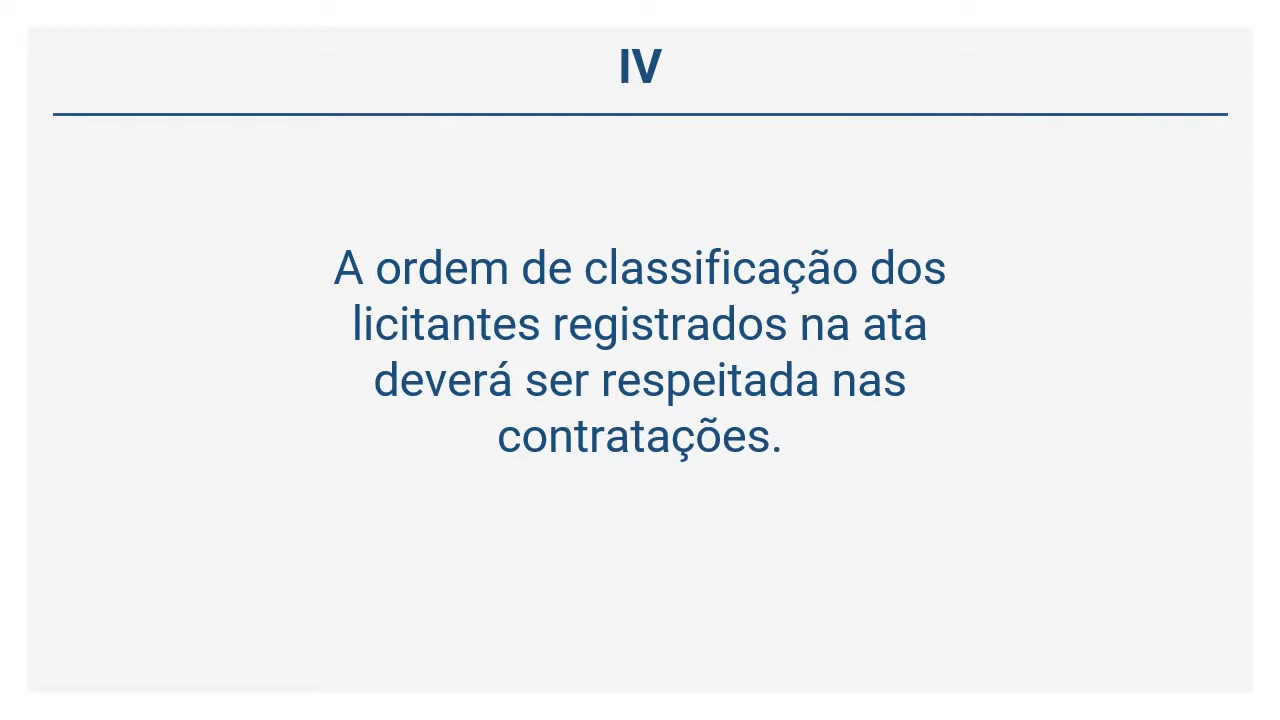 IV
A ordem de classificação dos
licitantes registrados na ata
deverá ser respeitada nas
contratações.